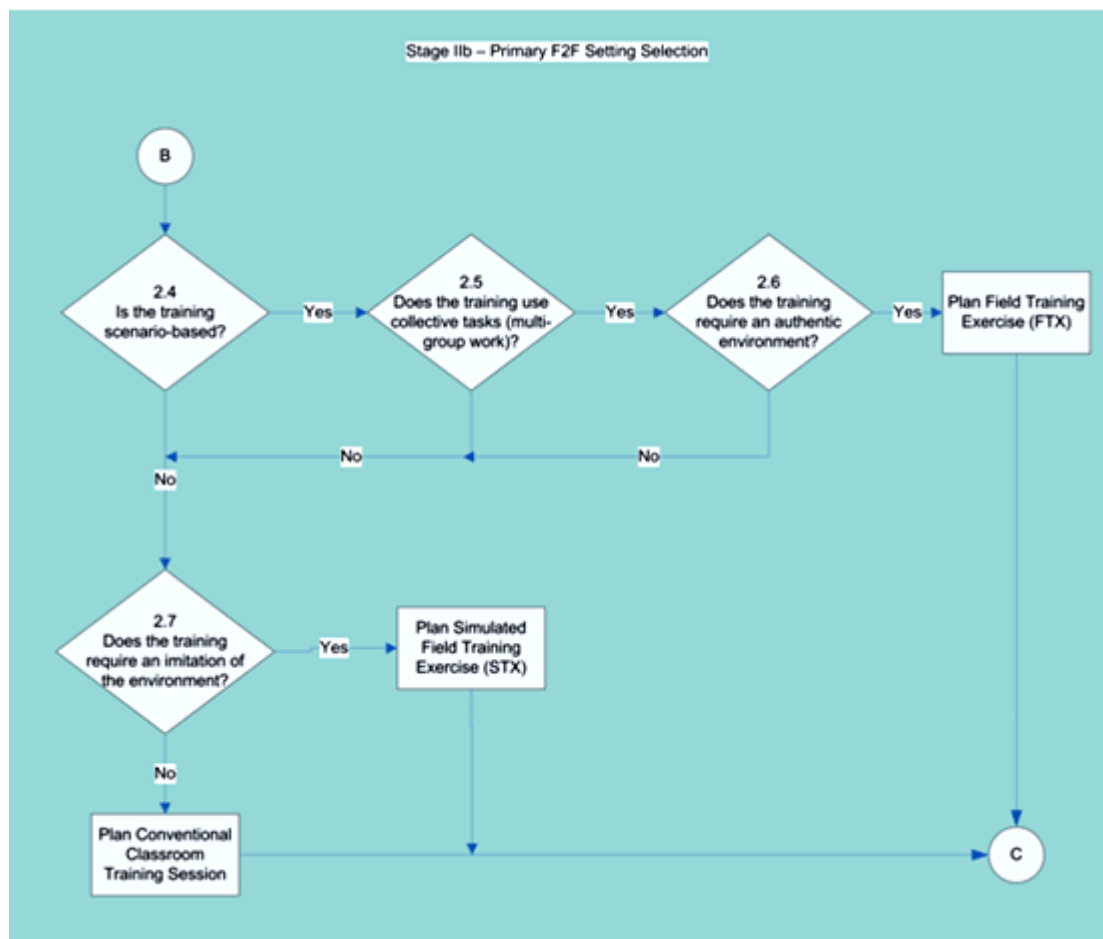 Stage IIb – Primary F2F Setting Selection
B
2.4
Is the training
scenario-based?
Yes
2.5
Does the training use
collective tasks (multi-
group work)?
Yes
2.6
Does the training
require an authentic
environment?
Yes
Plan Field Training
Exercise (FTX)
No
No
No
2.7
Does the training
require an imitation of
the environment?
Yes
Plan Simulated
Field Training
Exercise (STX)
No
Plan Conventional
Classroom
Training Session
C